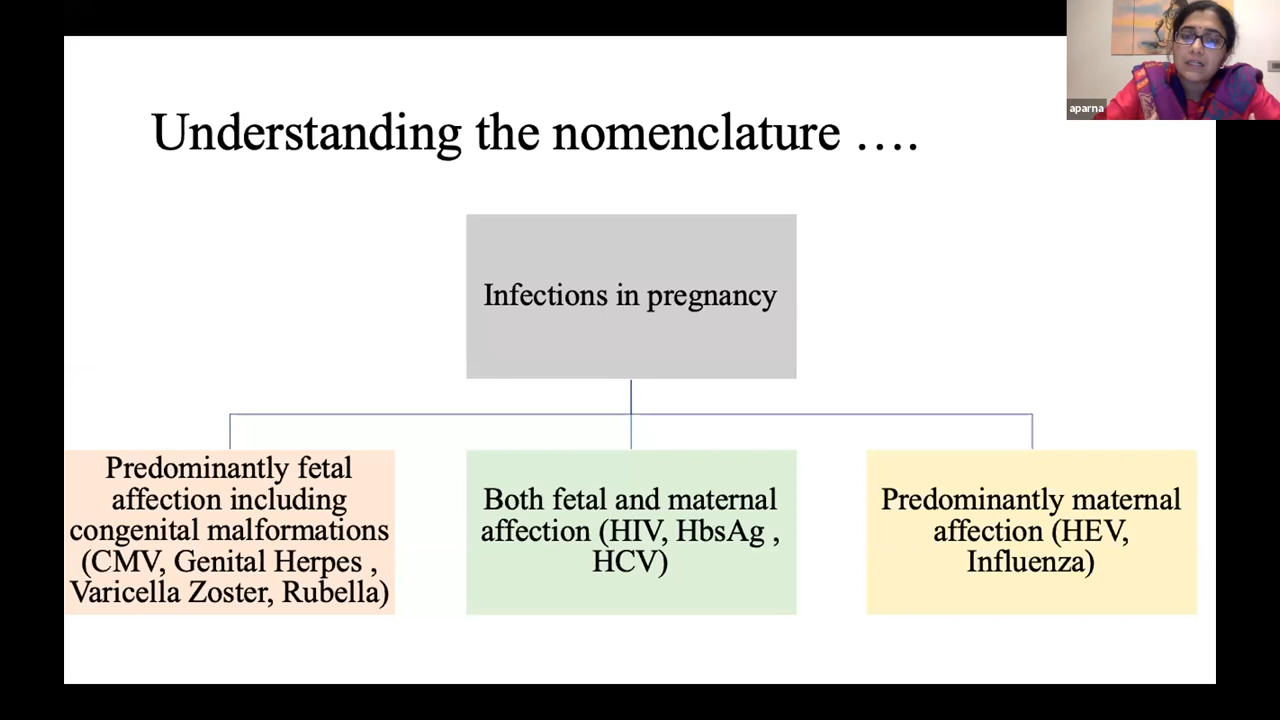 aparna
Understanding the nomenclature ….
Infections in pregnancy
Predominantly fetal
affection including
congenital malformations
(CMV, Genital Herpes ,
Varicella Zoster, Rubella)
Both fetal and maternal
affection (HIV, HbsAg ,
HCV)
Predominantly maternal
affection (HEV,
Influenza)